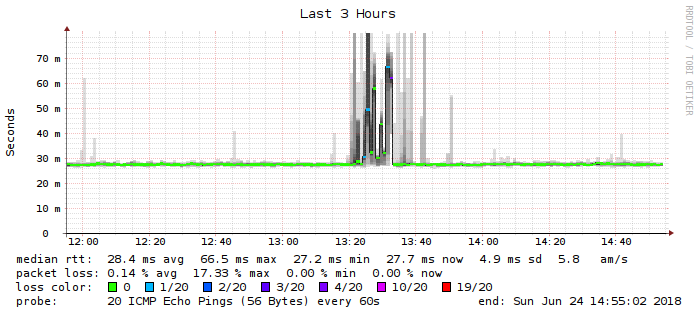 Last 3 Hours
RRDTOOL / TOBI OETIKER
Seconds
70 m
60 m
50 m
40 m
30 m
20 m
10 m
0
12:00 12:20 12:40 13:00 13:20 13:40 14:00 14:20 14:40
median rtt: 28.4 ms avg 66.5 ms max 27.2 ms min 27.7 ms now 4.9 ms sd 5.8 am/s
packet loss: 0.14 % avg 17.33 % max 0.00 % min 0.00 % now
loss color: 0 1/20 2/20 3/20 4/20 10/20 19/20
probe: 20 ICMP Echo Pings (56 Bytes) every 60s end: Sun Jun 24 14:55:02 2018